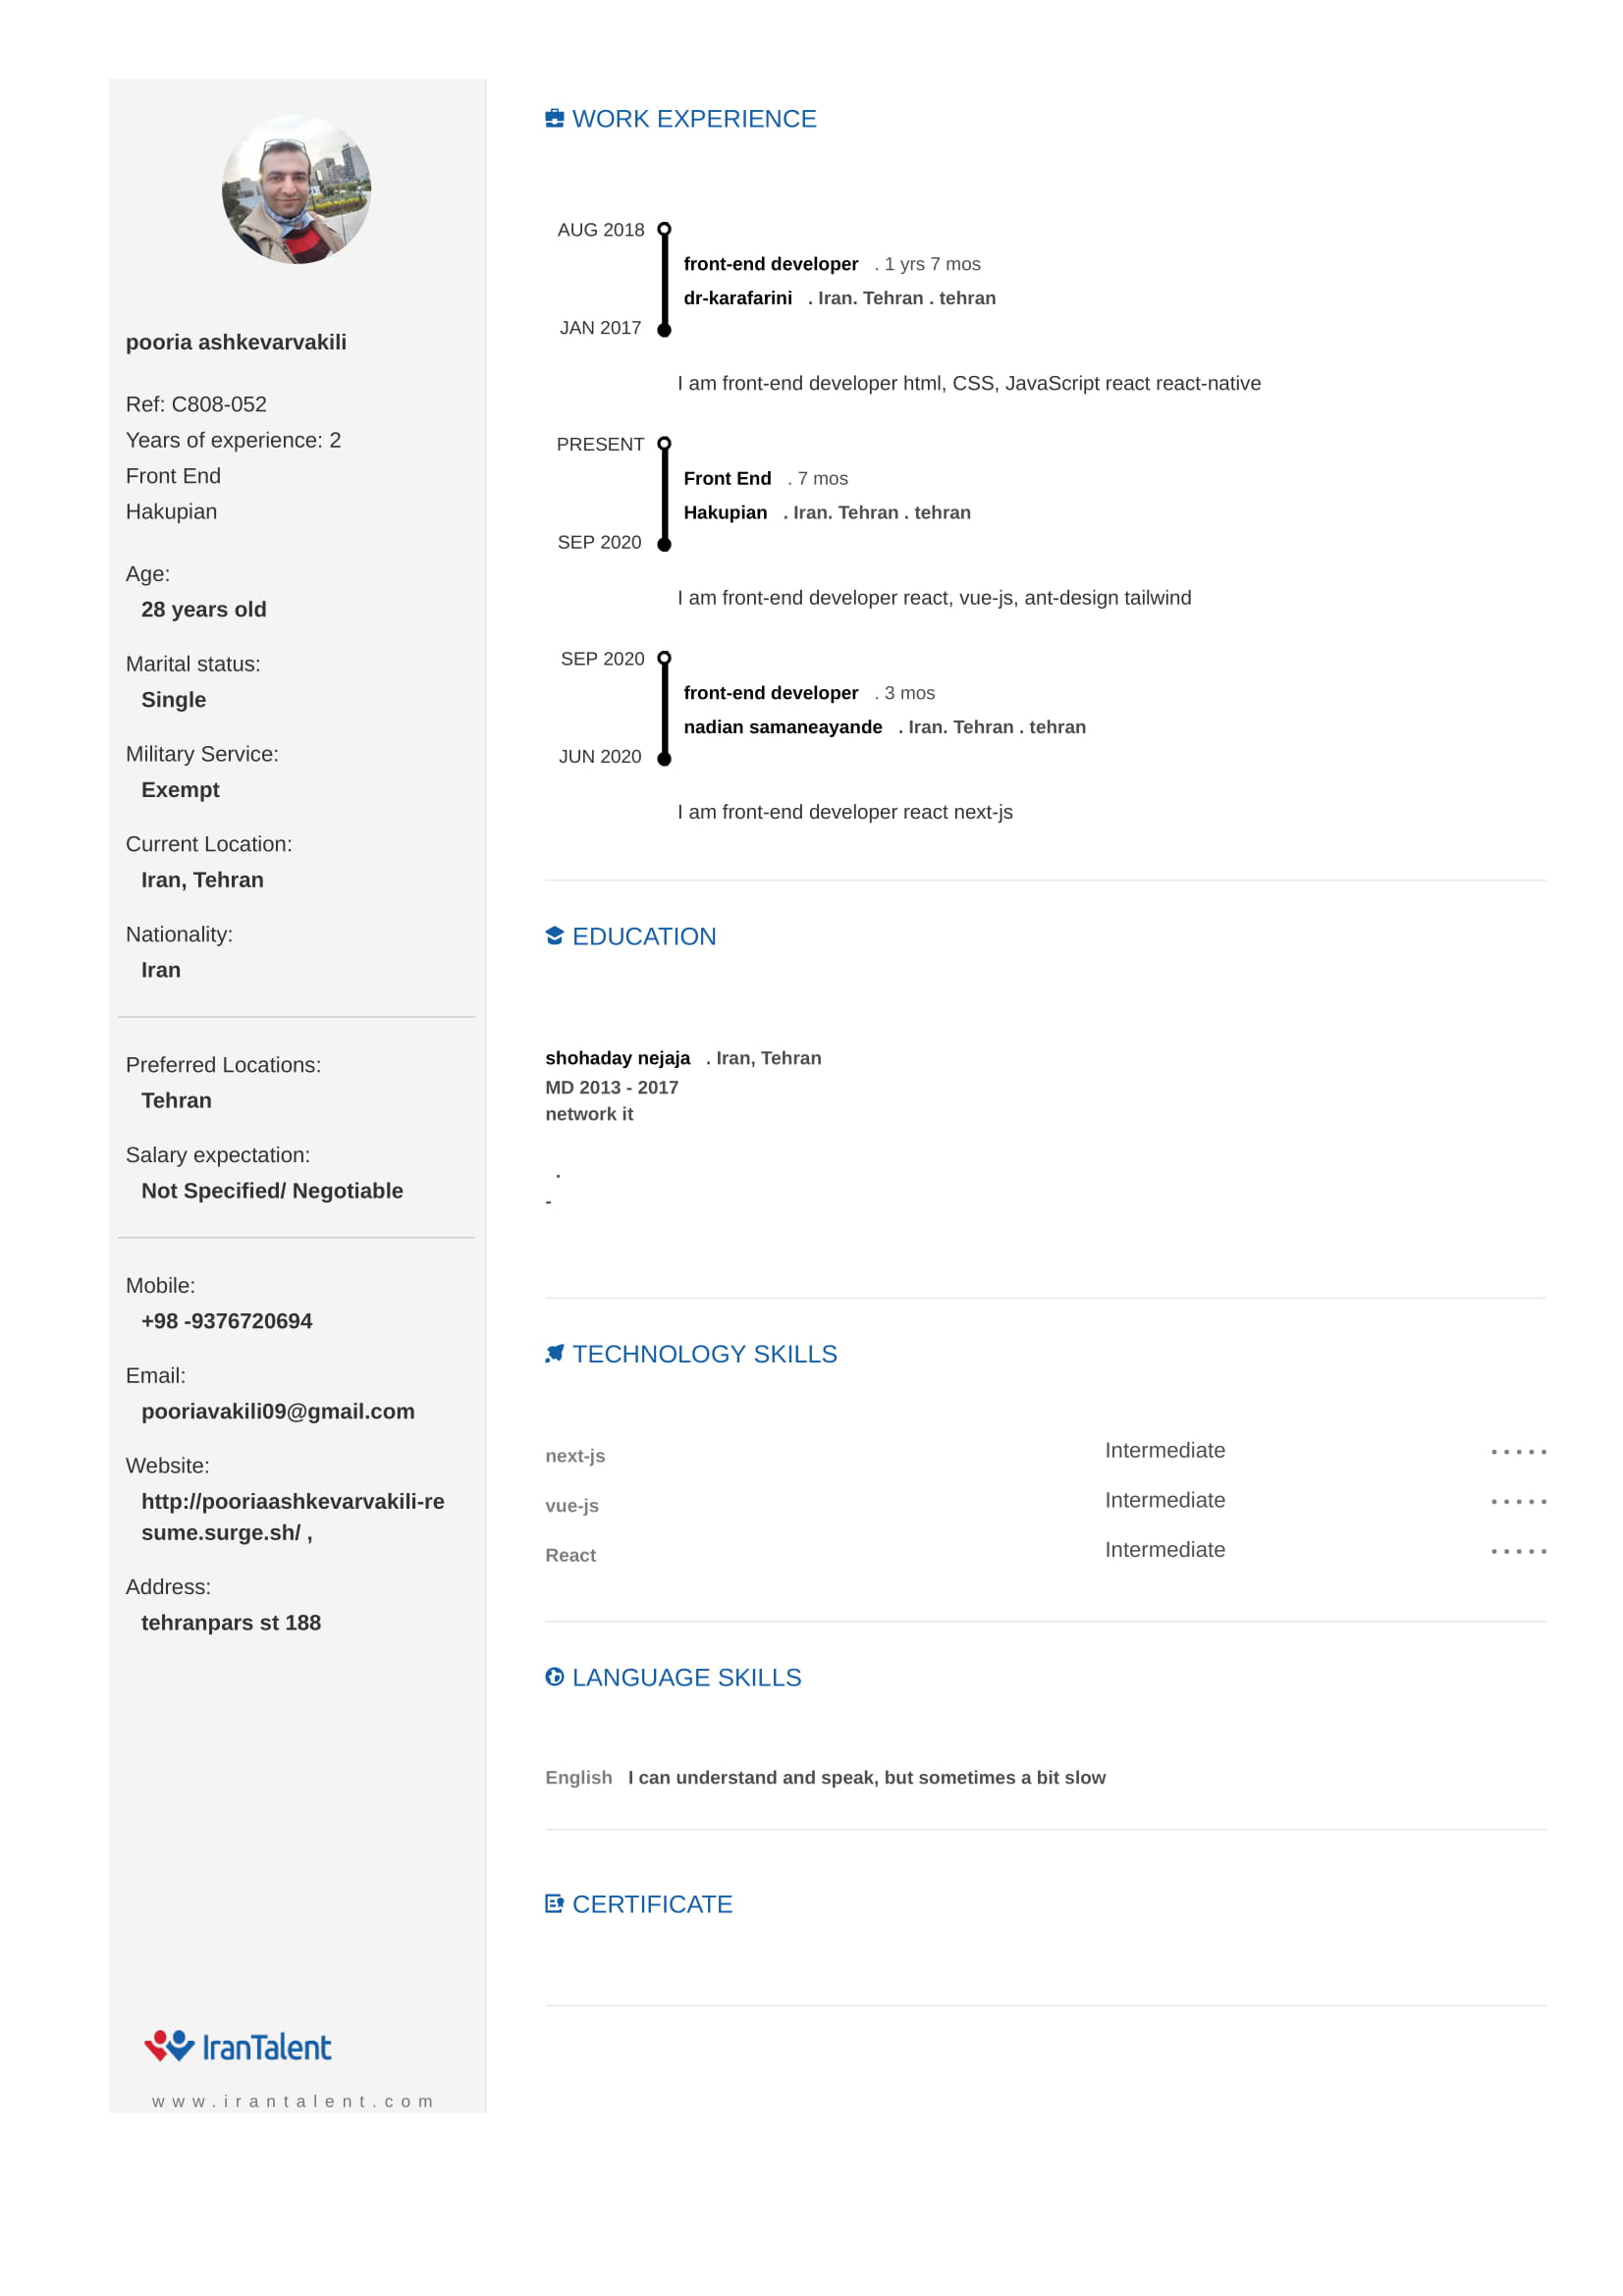 pooria ashkevarvakili
Ref: C808-052
Years of experience: 2
Front End
Hakupian
Age:
28 years old
Marital status:
Single
Military Service:
Exempt
Current Location:
Iran, Tehran
Nationality:
Iran
Preferred Locations:
Tehran
Salary expectation:
Not Specified/ Negotiable
Mobile:
+98 -9376720694
Email:
pooriavakili09@gmail.com
Website:
http://pooriaashkevarvakili-re
sume.surge.sh/ ,
Address:
tehranpars st 188
IranTalent
www.irantalent.com
WORK EXPERIENCE
AUG 2018
front-end developer . 1 yrs 7 mos
dr-karafarini . Iran. Tehran . tehran
JAN 2017
I am front-end developer html, CSS, JavaScript react react-native
PRESENT
Front End . 7 mos
Hakupian . Iran. Tehran . tehran
SEP 2020
I am front-end developer react, vue-js, ant-design tailwind
SEP 2020
front-end developer . 3 mos
nadian samaneayande . Iran. Tehran . tehran
JUN 2020
I am front-end developer react next-js
EDUCATION
shohaday nejaja . Iran, Tehran
MD 2013 - 2017
network it
.
-
TECHNOLOGY SKILLS
next-js Intermediate • • • • •
vue-js Intermediate • • • • •
React Intermediate • • • • •
LANGUAGE SKILLS
English I can understand and speak, but sometimes a bit slow
CERTIFICATE